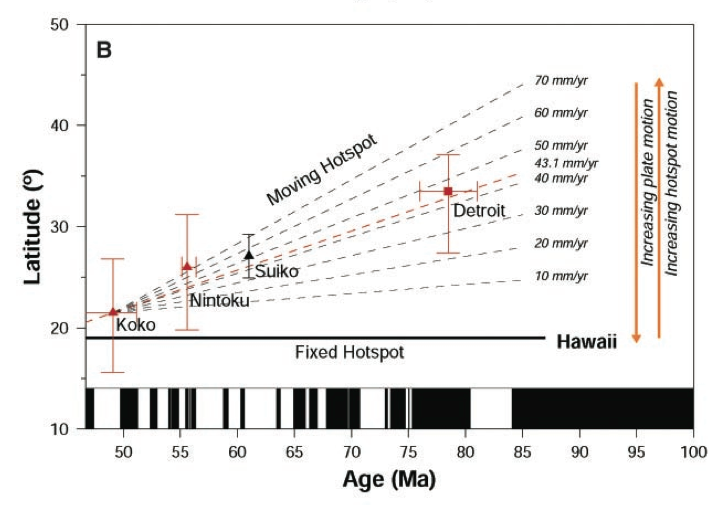 B
50
40
30
20
10
Latitude (º)
Moving Hotspot
70 mm/yr
60 mm/yr
50 mm/yr
43.1 mm/yr
40 mm/yr
30 mm/yr
20 mm/yr
10 mm/yr
Detroit
Suiko
Nintoku
Koko
Hawaii
Fixed Hotspot
Increasing plate motion
Increasing hotspot motion
50 55 60 65 70 75 80 85 90 95 100
Age (Ma)